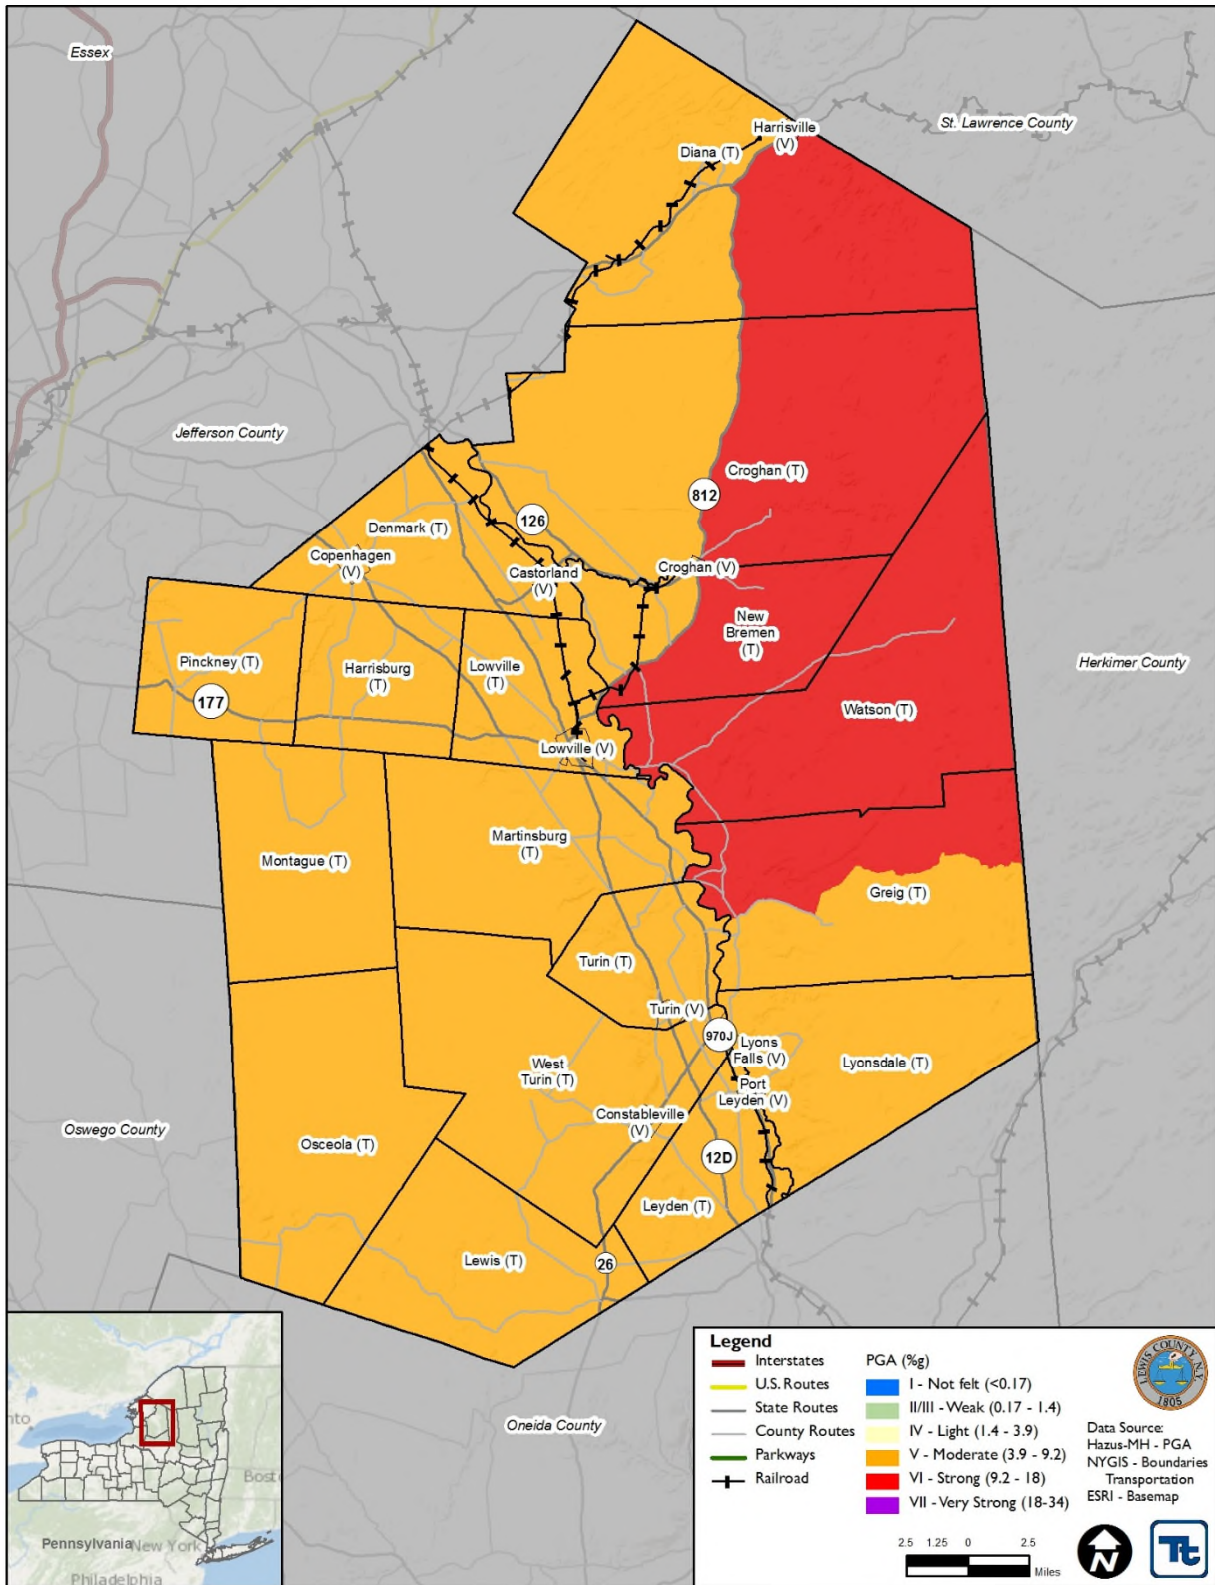 Essex
St. Lawrence County
Harrisville
(V)
Diana (T)
Jefferson County
Croghan (T)
812
126
Denmark (T)
Copenhagen
(V)
Castorland
(V)
Croghan (V)
New
Bremen
(T)
Pinckney (T)
Harrisburg
(T)
Lowville
(T)
Herkimer County
177
Watson (T)
Lowville (V)
Martinsburg
(T)
Montague (T)
Greig (T)
Turin (T)
Turin (V)
970J
Lyons
Falls (V)
West
Turin (T)
Lyonsdale (T)
Port
Leyden (V)
Constableville
(V)
Oswego County
Osceola (T)
12D
Leyden (T)
Lewis (T)
26
Oneida County
Pennsylvania
New York
Philadelphia
Bost
nto
Legend
Interstates
U.S. Routes
State Routes
County Routes
Parkways
Railroad
PGA (%g)
I - Not felt (<0.17)
II/III - Weak (0.17 - 1.4)
IV - Light (1.4 - 3.9)
V - Moderate (3.9 - 9.2)
VI - Strong (9.2 - 18)
VII - Very Strong (18-34)
LEWIS COUNTY, N.Y.
1805
Data Source:
Hazus-MH - PGA
NYGIS - Boundaries
Transportation
ESRI - Basemap
2.5 1.25 0 2.5
Miles
N
Tt